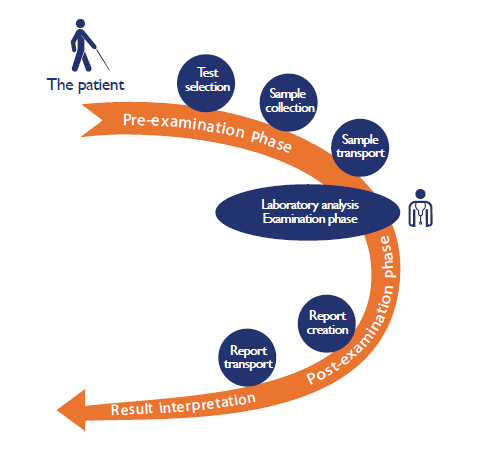 The patient
Test
selection
Sample
collection
Pre-examination Phase
Sample
transport
Laboratory analysis
Examination phase
Post-examination phase
Report
creation
Report
transport
Result interpretation